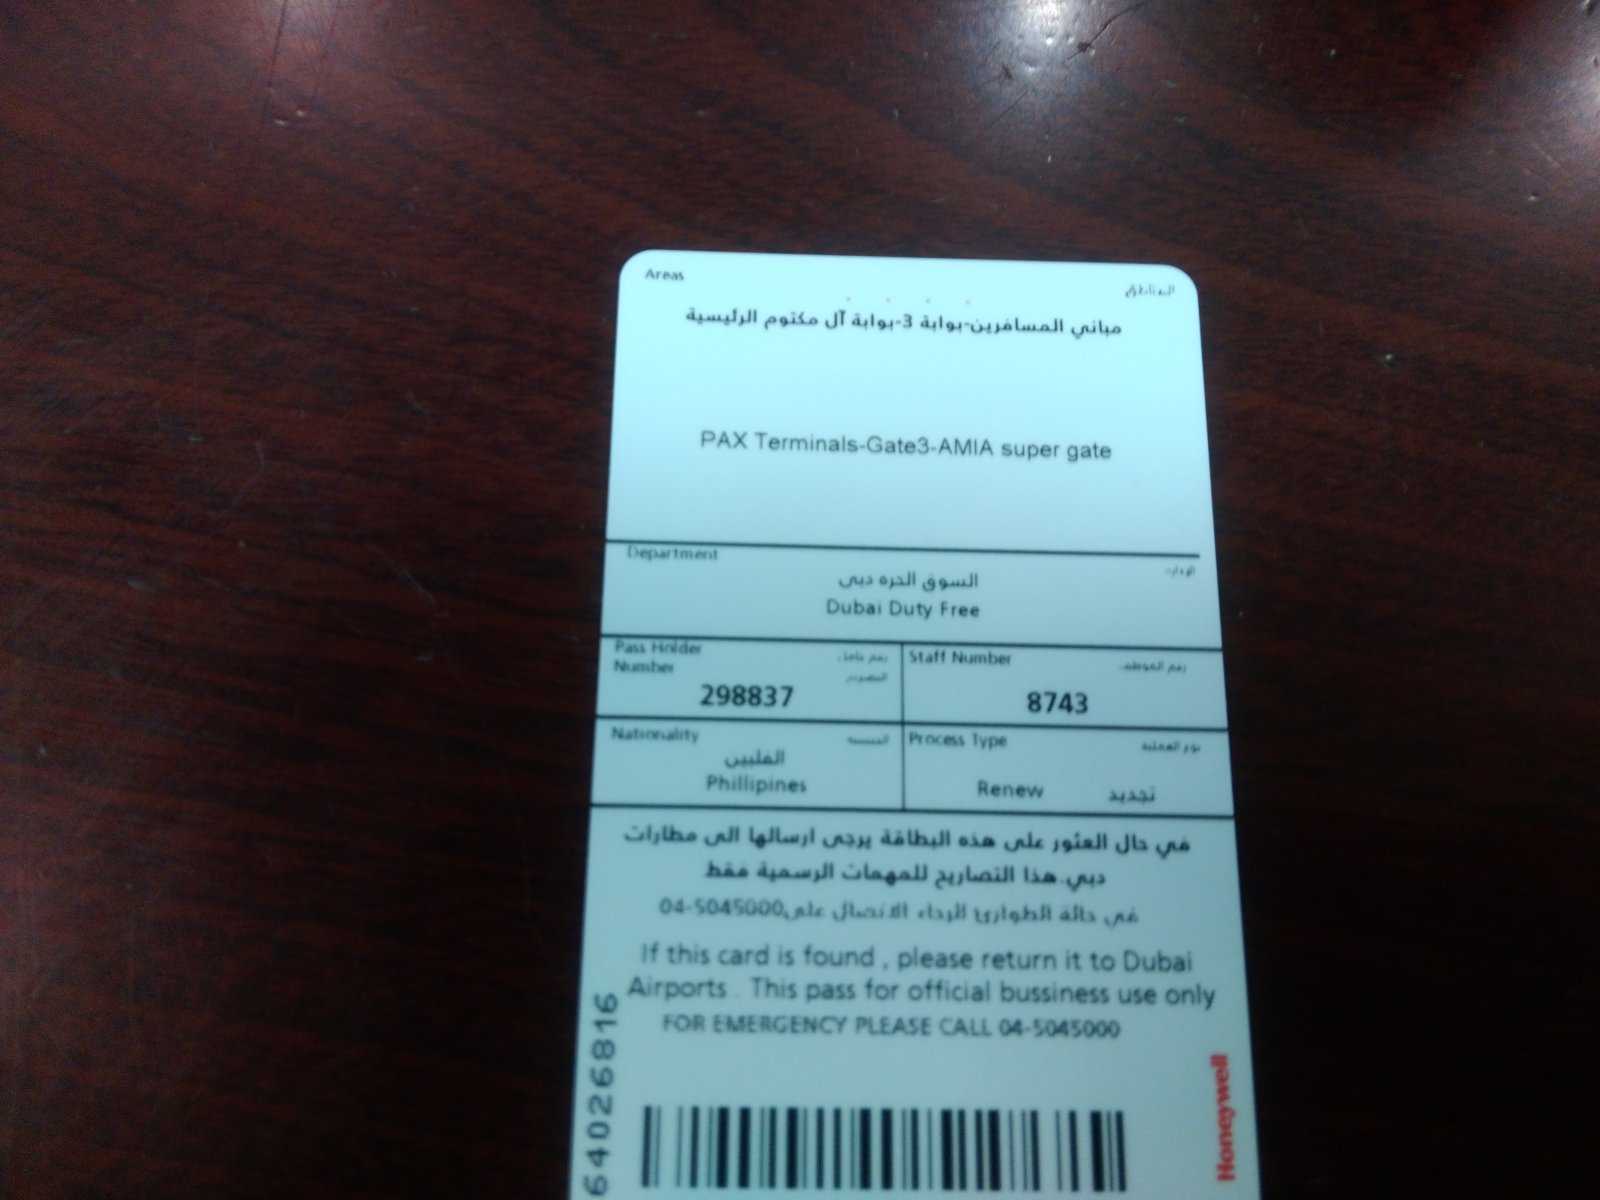 Areas
المناطق
مباني المسافرين-بوابة 3-بوابة آل مكتوم الرئيسية
PAX Terminals-Gate3-AMIA super gate
Department
السوق الحره دبى
Dubai Duty Free
Pass Holder
Number
298837
Staff Number
رقم الموظف
8743
Nationality
الجنسية
الفلبين
Phillipines
Process Type
نوع العملية
Renew تجديد
في حال العثور على هذه البطاقة يرجى ارسالها الى مطارات
دبي.هذا التصاريح للمهمات الرسمية فقط
في حالة الطوارئ الرجاء الاتصال على04-5045000
If this card is found , please return it to Dubai
Airports . This pass for official bussiness use only
FOR EMERGENCY PLEASE CALL 04-5045000
64026816
Honeywell